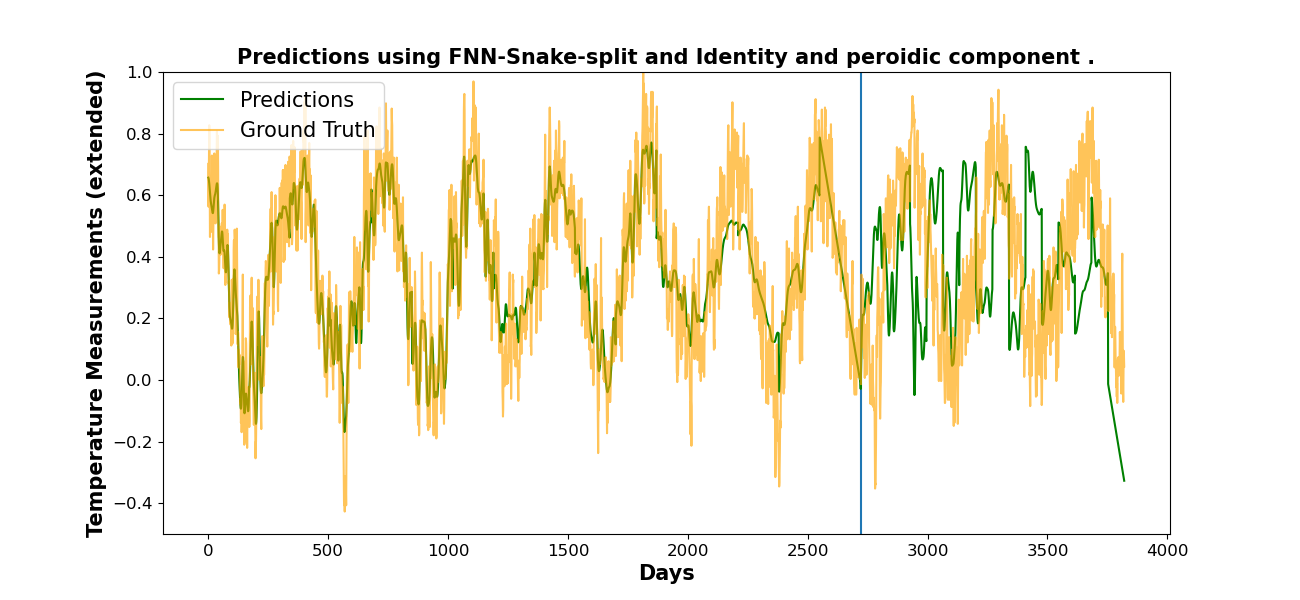 Predictions using FNN-Snake-split and Identity and peroidic component .
Temperature Measurements (extended)
1.0
0.8
0.6
0.4
0.2
0.0
−0.2
−0.4
Predictions
Ground Truth
0 500 1000 1500 2000 2500 3000 3500 4000
Days